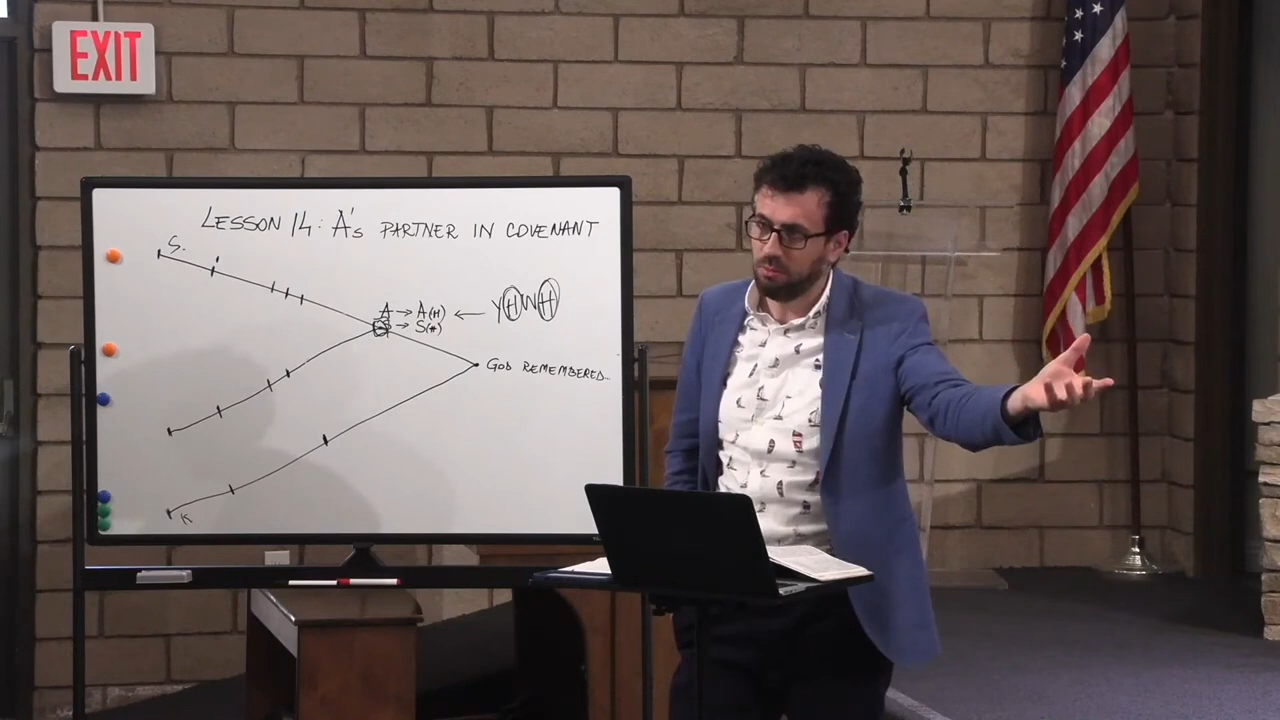 EXIT
LESSON 14: A's PARTNER IN COVENANT
S.
A → A(H) ← YHWH
S → S(H)
GOD REMEMBERED...
K